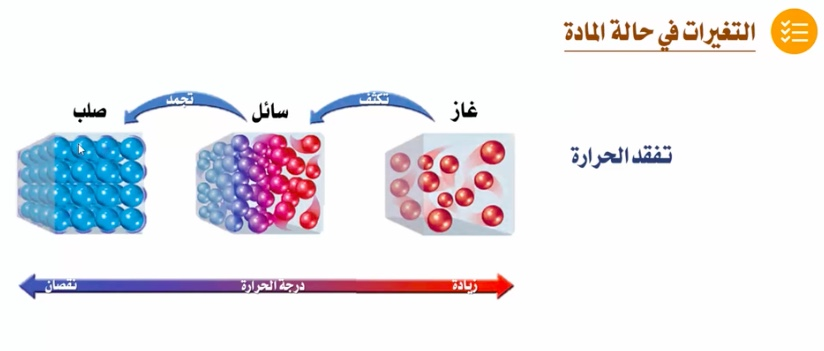 التغيرات في حالة المادة
غاز
تكثف
سائل
تجمد
صلب
تفقد الحرارة
زيادة
درجة الحرارة
نقصان